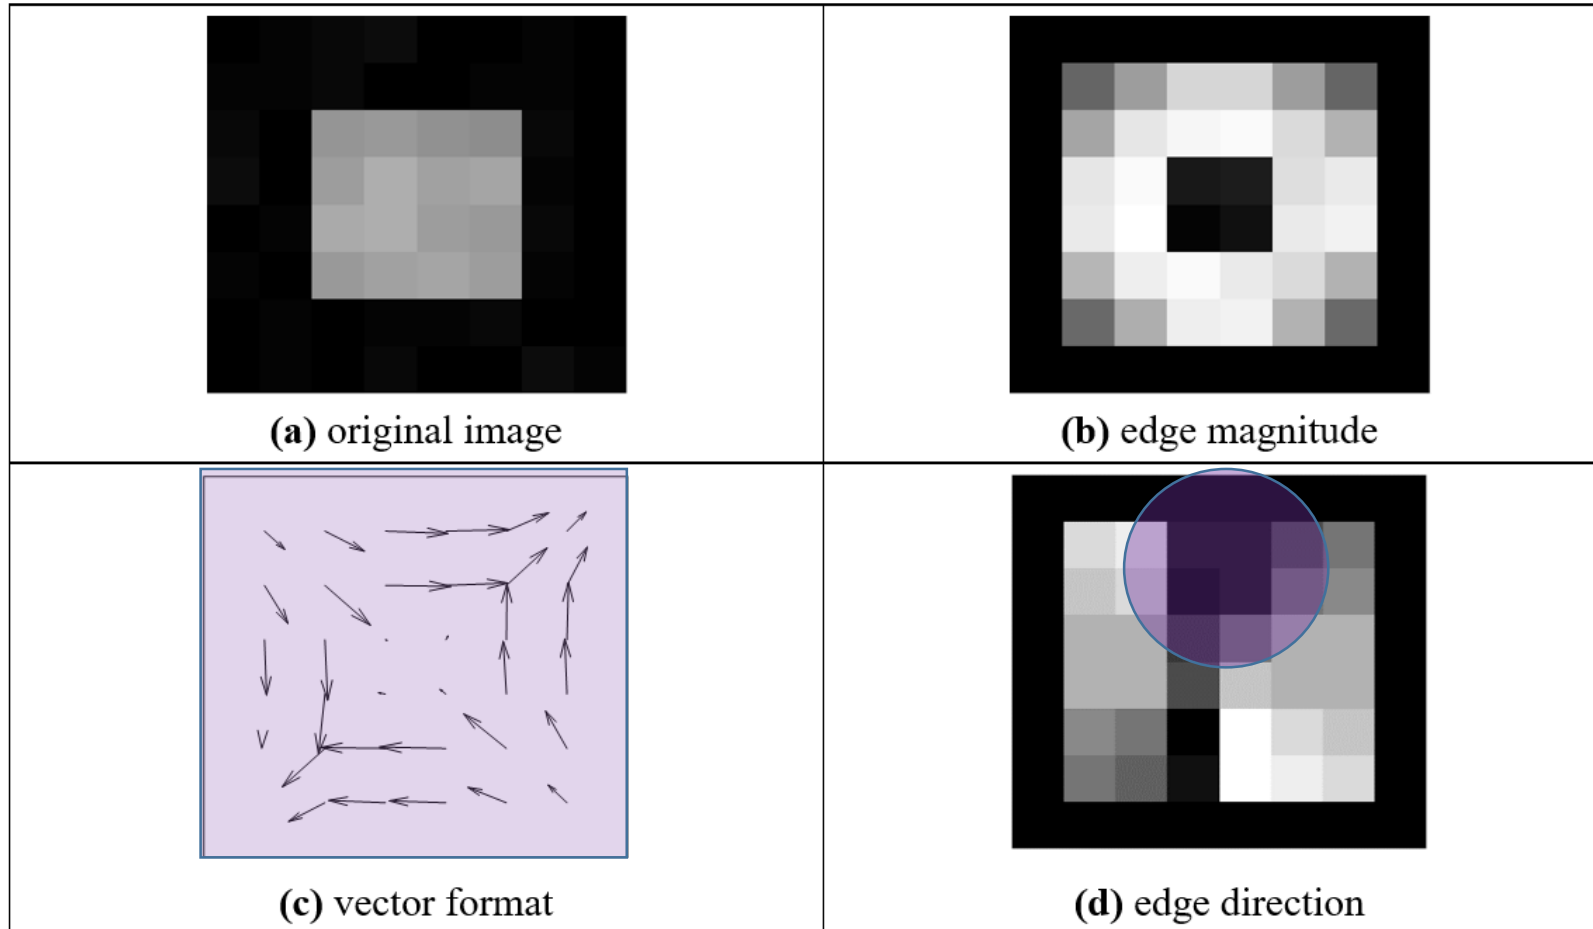 (a) original image
(b) edge magnitude
(c) vector format
(d) edge direction